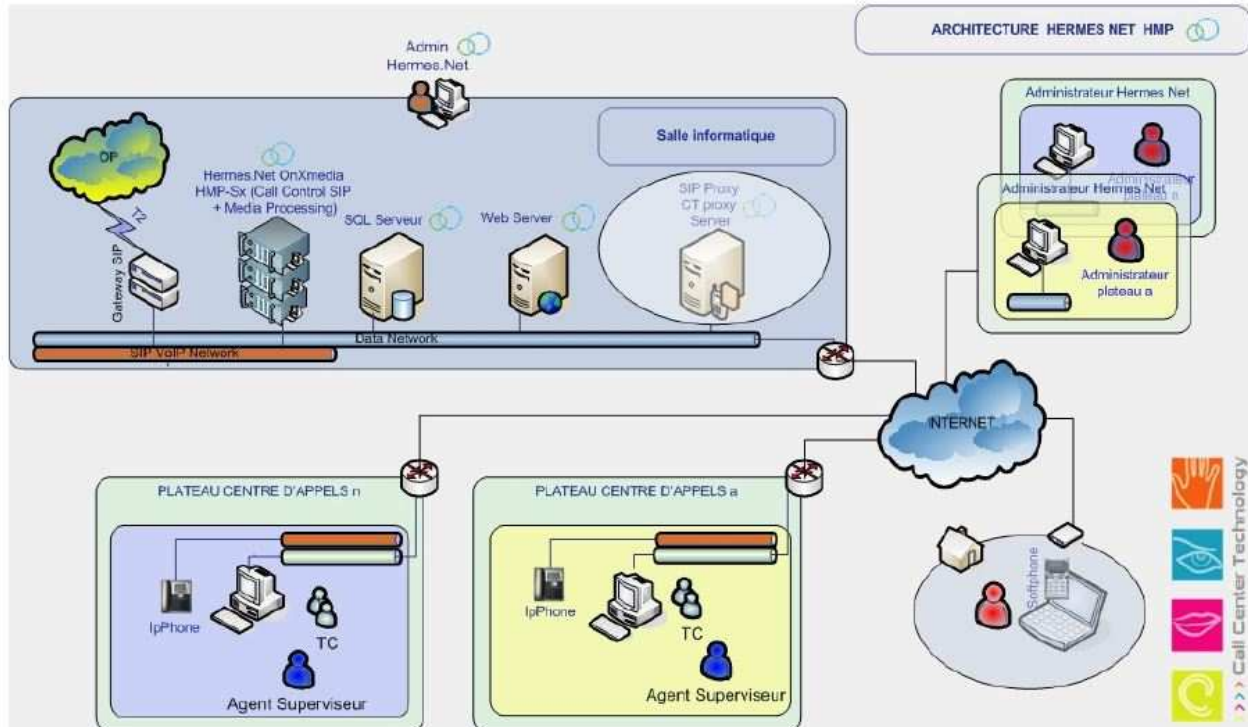 ARCHITECTURE HERMES NET HMP
Admin
Hermes.Net
Salle informatique
OP
T2
Gateway SIP
Hermes.Net OnXmedia
HMP-Sx (Call Control SIP
+ Media Processing)
SQL Serveur
Web Server
SIP Proxy
CT proxy
Server
Data Network
SIP VoIP Network
Administrateur Hermes Net
Administrateur
plateau n
Administrateur Hermes Net
Administrateur
plateau a
INTERNET
PLATEAU CENTRE D'APPELS n
IpPhone
TC
Agent Superviseur
PLATEAU CENTRE D'APPELS a
IpPhone
TC
Agent Superviseur
Softphone
>>> Call Center Technology